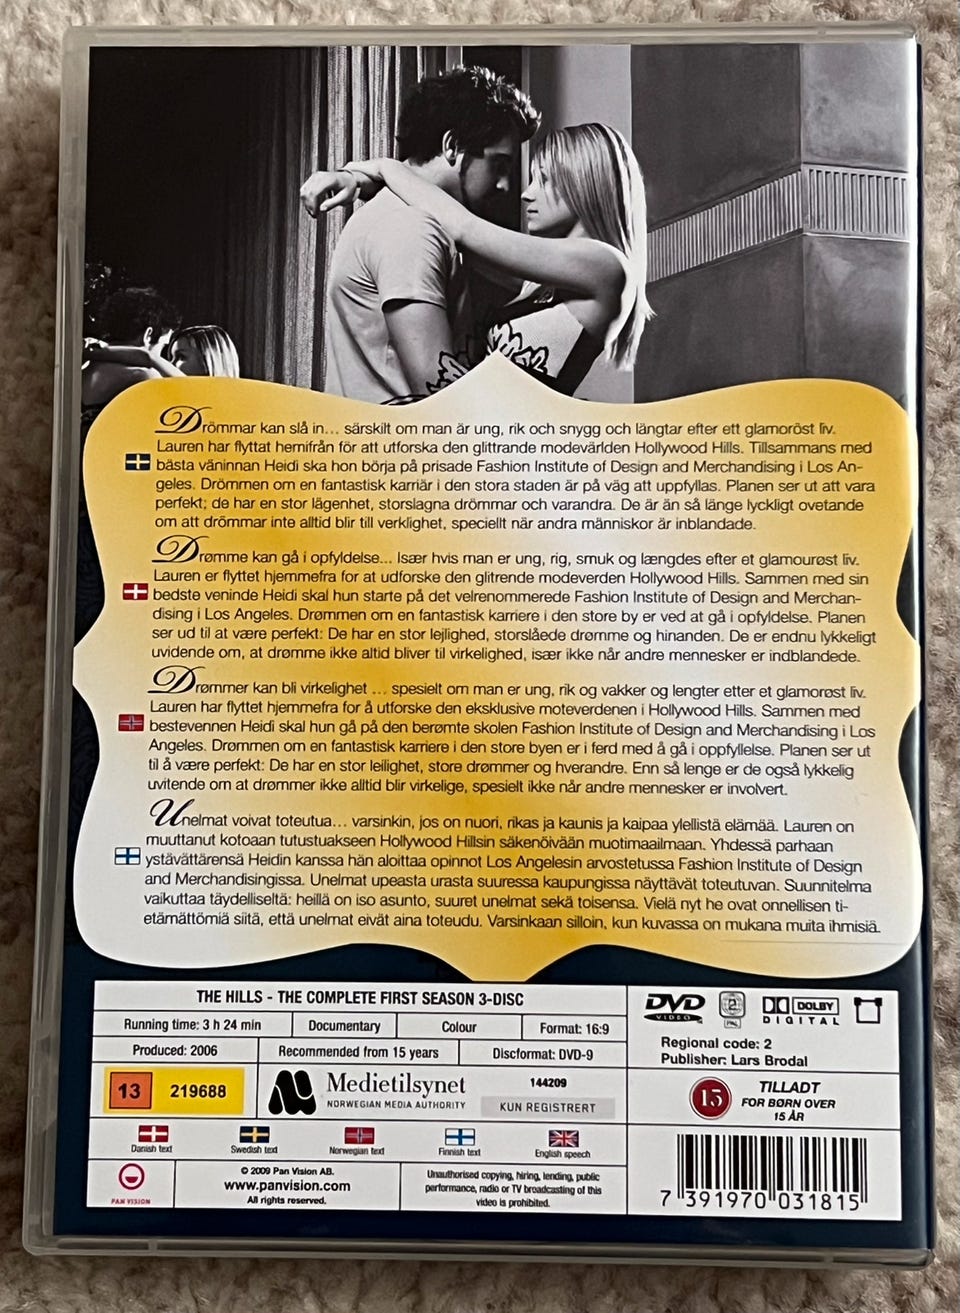 Drömmar kan slå in... särskilt om man är ung, rik och snygg och längtar efter ett glamoröst liv.
Lauren har flyttat hemifrån för att utforska den glittrande modevärlden Hollywood Hills. Tillsammans med
bästa väninnan Heidi ska hon börja på prisade Fashion Institute of Design and Merchandising i Los An-
geles. Drömmen om en fantastisk karriär i den stora staden är på väg att uppfyllas. Planen ser ut att vara
perfekt; de har en stor lägenhet, storslagna drömmar och varandra. De är än så länge lyckligt ovetande
om att drömmar inte alltid blir till verklighet, speciellt när andra människor är inblandade.
Drømme kan gå i opfyldelse... Især hvis man er ung, rig, smuk og længdes efter et glamourøst liv.
Lauren er flyttet hjemmefra for at udforske den glitrende modeverden Hollywood Hills. Sammen med sin
bedste veninde Heidi skal hun starte på det velrenommerede Fashion Institute of Design and Merchan-
dising i Los Angeles. Drømmen om en fantastisk karriere i den store by er ved at gå i opfyldelse. Planen
ser ud til at være perfekt: De har en stor lejlighed, storslåede drømme og hinanden. De er endnu lykkeligt
uvidende om, at drømme ikke altid bliver til virkelighed, især ikke når andre mennesker er indblandede.
Drømmer kan bli virkelighet ... spesielt om man er ung, rik og vakker og lengter etter et glamorøst liv.
Lauren har flyttet hjemmefra for å utforske den eksklusive moteverdenen i Hollywood Hills. Sammen med
bestevennen Heidi skal hun gå på den berømte skolen Fashion Institute of Design and Merchandising i Los
Angeles. Drømmen om en fantastisk karriere i den store byen er i ferd med å gå i oppfyllelse. Planen ser ut
til å være perfekt: De har en stor leilighet, store drømmer og hverandre. Enn så lenge er de også lykkelig
uvitende om at drømmer ikke alltid blir virkelige, spesielt ikke når andre mennesker er involvert.
Unelmat voivat toteutua... varsinkin, jos on nuori, rikas ja kaunis ja kaipaa ylellistä elämää. Lauren on
muuttanut kotoaan tutustuakseen Hollywood Hillsin säkenöivään muotimaailmaan. Yhdessä parhaan
ystävättärensä Heidin kanssa hän aloittaa opinnot Los Angelesin arvostetussa Fashion Institute of Design
and Merchandisingissa. Unelmat upeasta urasta suuressa kaupungissa näyttävät toteutuvan. Suunnitelma
vaikuttaa täydelliseltä: heillä on iso asunto, suuret unelmat sekä toisensa. Vielä nyt he ovat onnellisen ti-
etämättömiä siitä, että unelmat eivät aina toteudu. Varsinkaan silloin, kun kuvassa on mukana muita ihmisiä.
THE HILLS - THE COMPLETE FIRST SEASON 3-DISC
Running time: 3 h 24 min
Documentary
Colour
Format: 16:9
Produced: 2006
Recommended from 15 years
Discformat: DVD-9
13
219688
Medietilsynet
NORWEGIAN MEDIA AUTHORITY
144209
KUN REGISTRERT
Danish text
Swedish text
Norwegian text
Finnish text
English speech
PAN VISION
© 2009 Pan Vision AB.
www.panvision.com
All rights reserved.
Unauthorised copying, hiring, lending, public
performance, radio or TV broadcasting of this
video is prohibited.
DVD
VIDEO
2
PAL
DOLBY
DIGITAL
Regional code: 2
Publisher: Lars Brodal
15
TILLADT
FOR BØRN OVER
15 ÅR
7 391970 031815